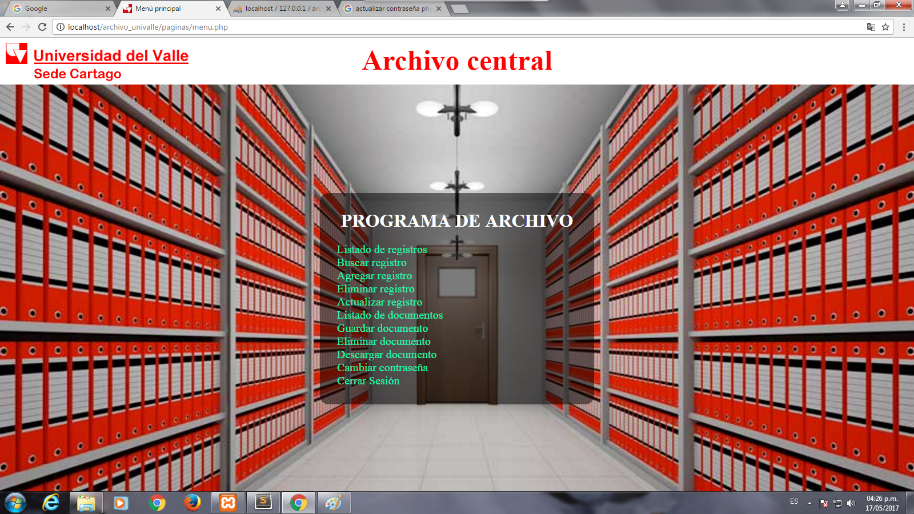 Google
Menú principal
localhost / 127.0.0.1 / arc
actualizar contraseña ph
localhost/archivo_univalle/paginas/menu.php
Universidad del Valle
Sede Cartago
Archivo central
PROGRAMA DE ARCHIVO
Listado de registros
Buscar registro
Agregar registro
Eliminar registro
Actualizar registro
Listado de documentos
Guardar documento
Eliminar documento
Descargar documento
Cambiar contraseña
Cerrar Sesión
ES
04:26 p.m.
17/05/2017